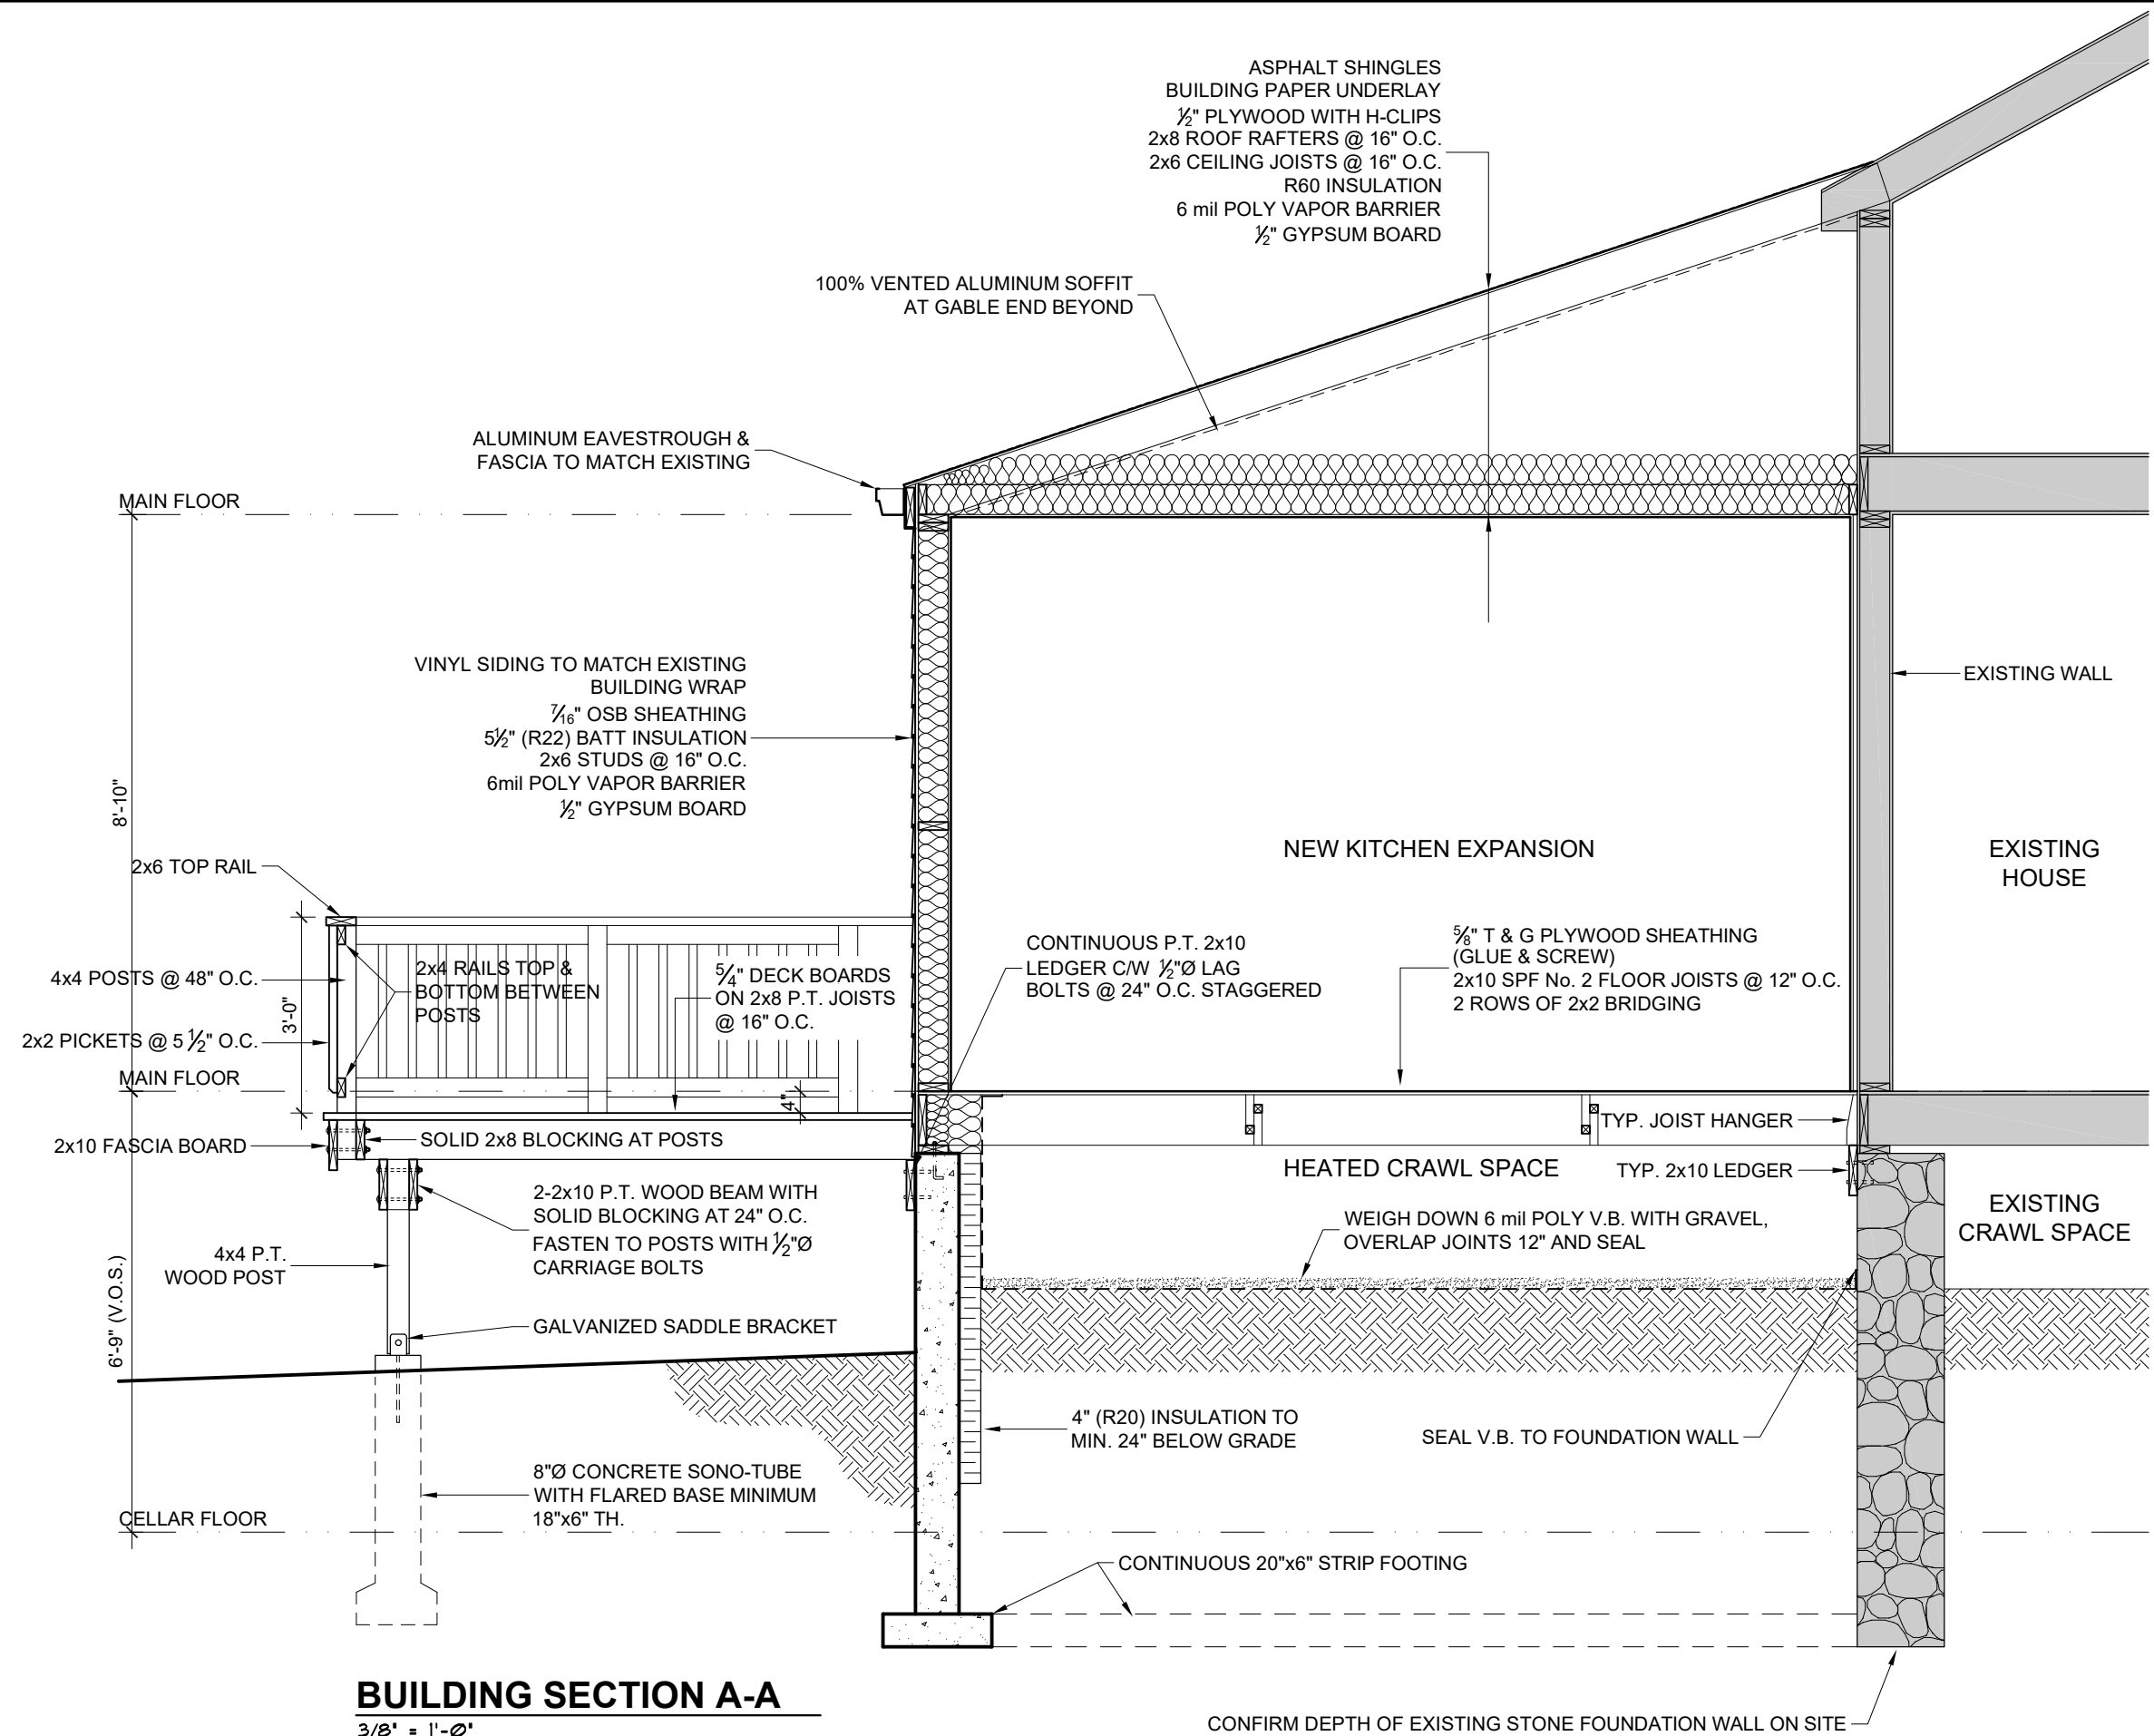 ASPHALT SHINGLES
BUILDING PAPER UNDERLAY
½" PLYWOOD WITH H-CLIPS
2x8 ROOF RAFTERS @ 16" O.C.
2x6 CEILING JOISTS @ 16" O.C.
R60 INSULATION
6 mil POLY VAPOR BARRIER
½" GYPSUM BOARD
100% VENTED ALUMINUM SOFFIT
AT GABLE END BEYOND
ALUMINUM EAVESTROUGH &
FASCIA TO MATCH EXISTING
MAIN FLOOR
VINYL SIDING TO MATCH EXISTING
BUILDING WRAP
7/16" OSB SHEATHING
5½" (R22) BATT INSULATION
2x6 STUDS @ 16" O.C.
6mil POLY VAPOR BARRIER
½" GYPSUM BOARD
EXISTING WALL
8'-10"
NEW KITCHEN EXPANSION
EXISTING
HOUSE
2x6 TOP RAIL
4x4 POSTS @ 48" O.C.
3'-0"
2x2 PICKETS @ 5 ½" O.C.
2x4 RAILS TOP &
BOTTOM BETWEEN
POSTS
5/4" DECK BOARDS
ON 2x8 P.T. JOISTS
@ 16" O.C.
CONTINUOUS P.T. 2x10
LEDGER C/W ½"Ø LAG
BOLTS @ 24" O.C. STAGGERED
5/8" T & G PLYWOOD SHEATHING
(GLUE & SCREW)
2x10 SPF No. 2 FLOOR JOISTS @ 12" O.C.
2 ROWS OF 2x2 BRIDGING
MAIN FLOOR
4"
2x10 FASCIA BOARD
SOLID 2x8 BLOCKING AT POSTS
TYP. JOIST HANGER
HEATED CRAWL SPACE
TYP. 2x10 LEDGER
2-2x10 P.T. WOOD BEAM WITH
SOLID BLOCKING AT 24" O.C.
FASTEN TO POSTS WITH ½"Ø
CARRIAGE BOLTS
WEIGH DOWN 6 mil POLY V.B. WITH GRAVEL,
OVERLAP JOINTS 12" AND SEAL
EXISTING
CRAWL SPACE
4x4 P.T.
WOOD POST
6'-9" (V.O.S.)
GALVANIZED SADDLE BRACKET
4" (R20) INSULATION TO
MIN. 24" BELOW GRADE
SEAL V.B. TO FOUNDATION WALL
8"Ø CONCRETE SONO-TUBE
WITH FLARED BASE MINIMUM
18"x6" TH.
CELLAR FLOOR
CONTINUOUS 20"x6" STRIP FOOTING
BUILDING SECTION A-A
3/8" = 1'-0"
CONFIRM DEPTH OF EXISTING STONE FOUNDATION WALL ON SITE